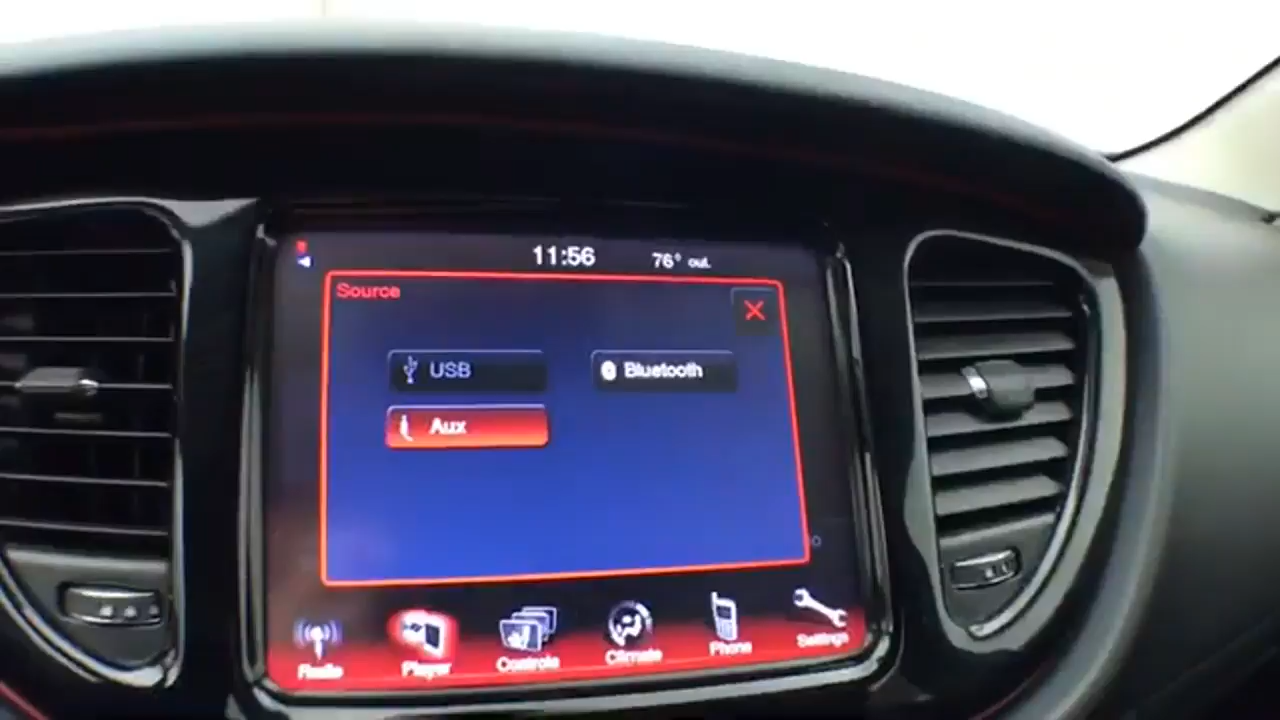 11:56 76° out.
Source
USB Bluetooth
Aux
Radio Player Controls Climate Phone Settings